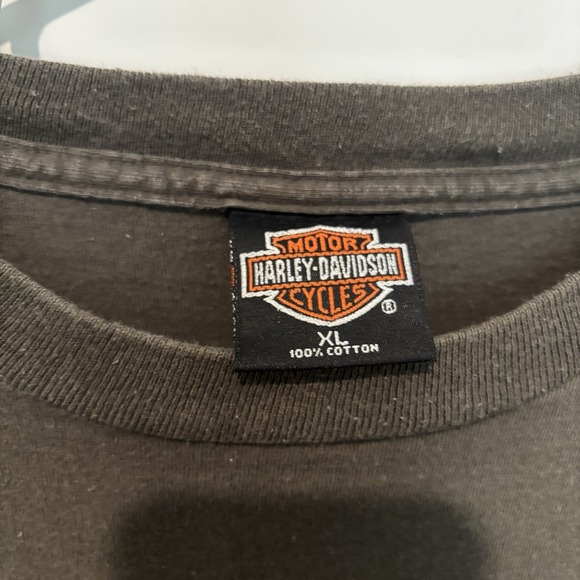 MOTOR
HARLEY-DAVIDSON
CYCLES
®
XL
100% COTTON